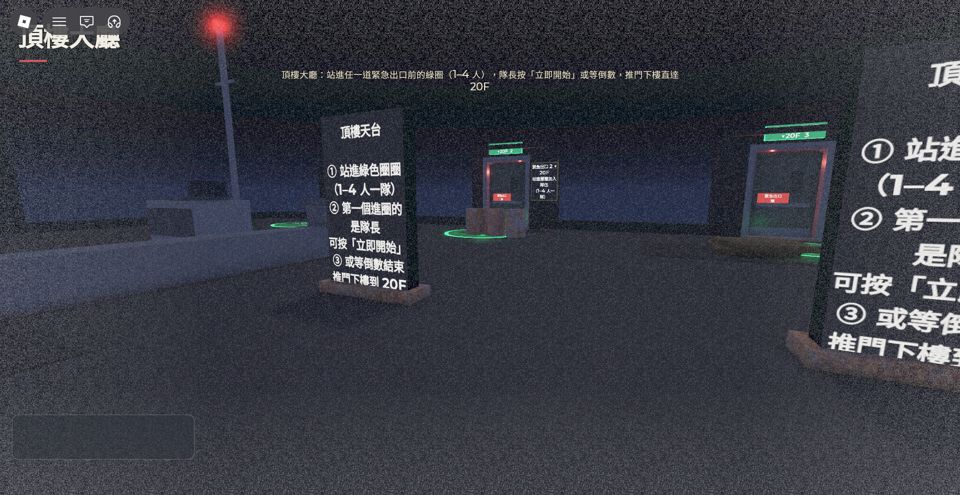 頂樓大廳
頂樓大廳：站進任一道緊急出口前的綠圈（1–4 人），隊長按「立即開始」或等倒數，推門下樓直達
20F
頂樓天台
① 站進綠色圈圈
（1–4 人一隊）
② 第一個進圈的
是隊長
可按「立即開始」
③ 或等倒數結束
推門下樓到 20F
20F 2
20F 3
頂
① 站進
（1–4
② 第一
是隊
可按「立
③ 或等倒
推門下樓到